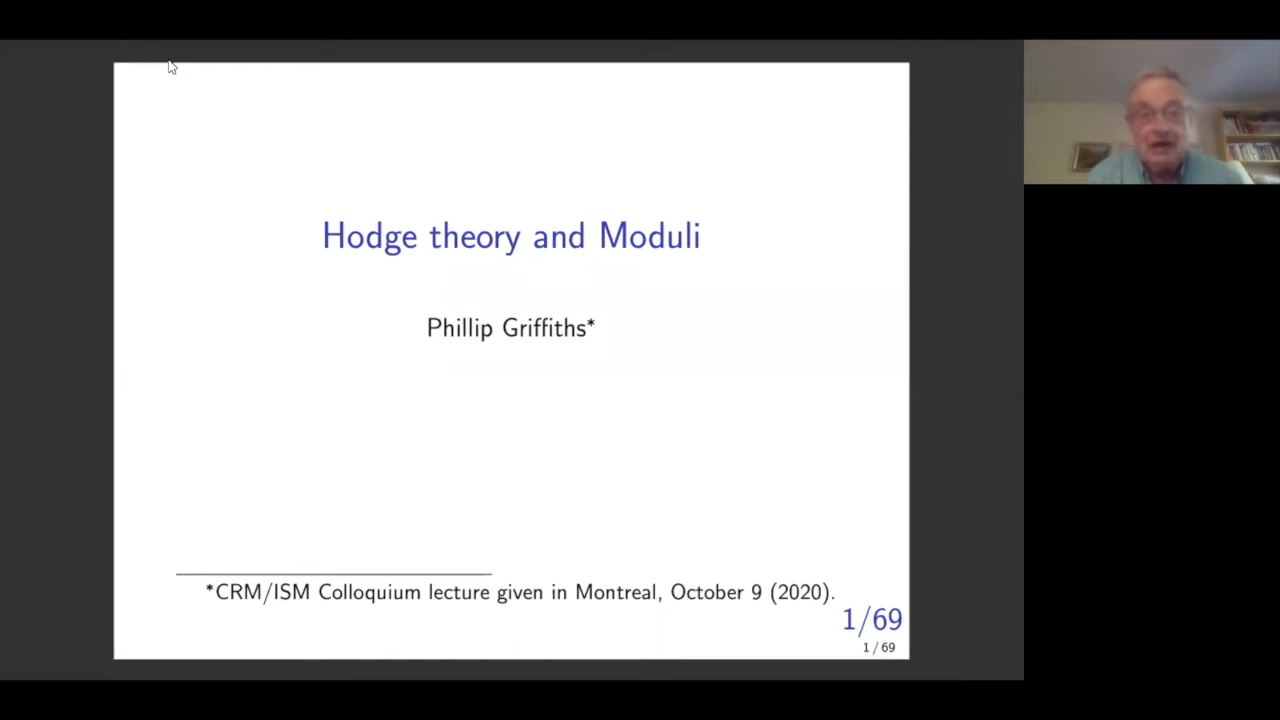 Hodge theory and Moduli
Phillip Griffiths*
*CRM/ISM Colloquium lecture given in Montreal, October 9 (2020).
1/69
1 / 69